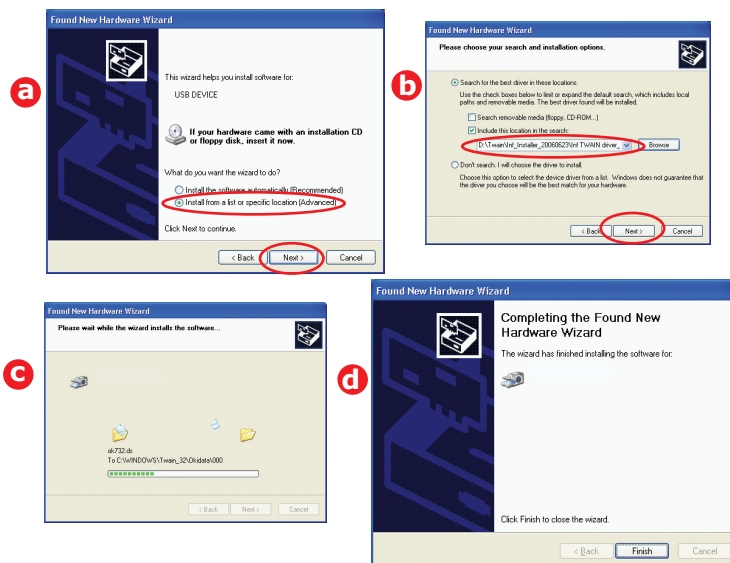 a
Found New Hardware Wizard
This wizard helps you install software for:
USB DEVICE
If your hardware came with an installation CD
or floppy disk, insert it now.
What do you want the wizard to do?
Install the software automatically (Recommended)
Install from a list or specific location (Advanced)
Click Next to continue.
< Back
Next >
Cancel
b
Found New Hardware Wizard
Please choose your search and installation options.
Search for the best driver in these locations.
Use the check boxes below to limit or expand the default search, which includes local
paths and removable media. The best driver found will be installed.
Search removable media (floppy, CD-ROM...)
Include this location in the search:
D:\Twain\Inf_Installer_20060623\Inf TWAIN driver_
Browse
Don't search. I will choose the driver to install.
Choose this option to select the device driver from a list. Windows does not guarantee that
the driver you choose will be the best match for your hardware.
< Back
Next >
Cancel
c
Found New Hardware Wizard
Please wait while the wizard installs the software...
ok732.ds
To C:\WINDOWS\Twain_32\Okidata\000
< Back
Next >
Cancel
d
Found New Hardware Wizard
Completing the Found New
Hardware Wizard
The wizard has finished installing the software for:
Click Finish to close the wizard.
< Back
Finish
Cancel